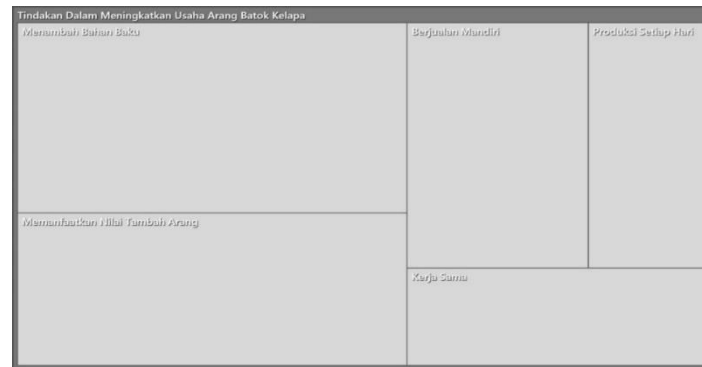 Tindakan Dalam Meningkatkan Usaha Arang Batok Kelapa
Menambah Bahan Baku
Berjualan Mandiri
Produksi Setiap Hari
Memanfaatkan Nilai Tambah Arang
Kerja Sama